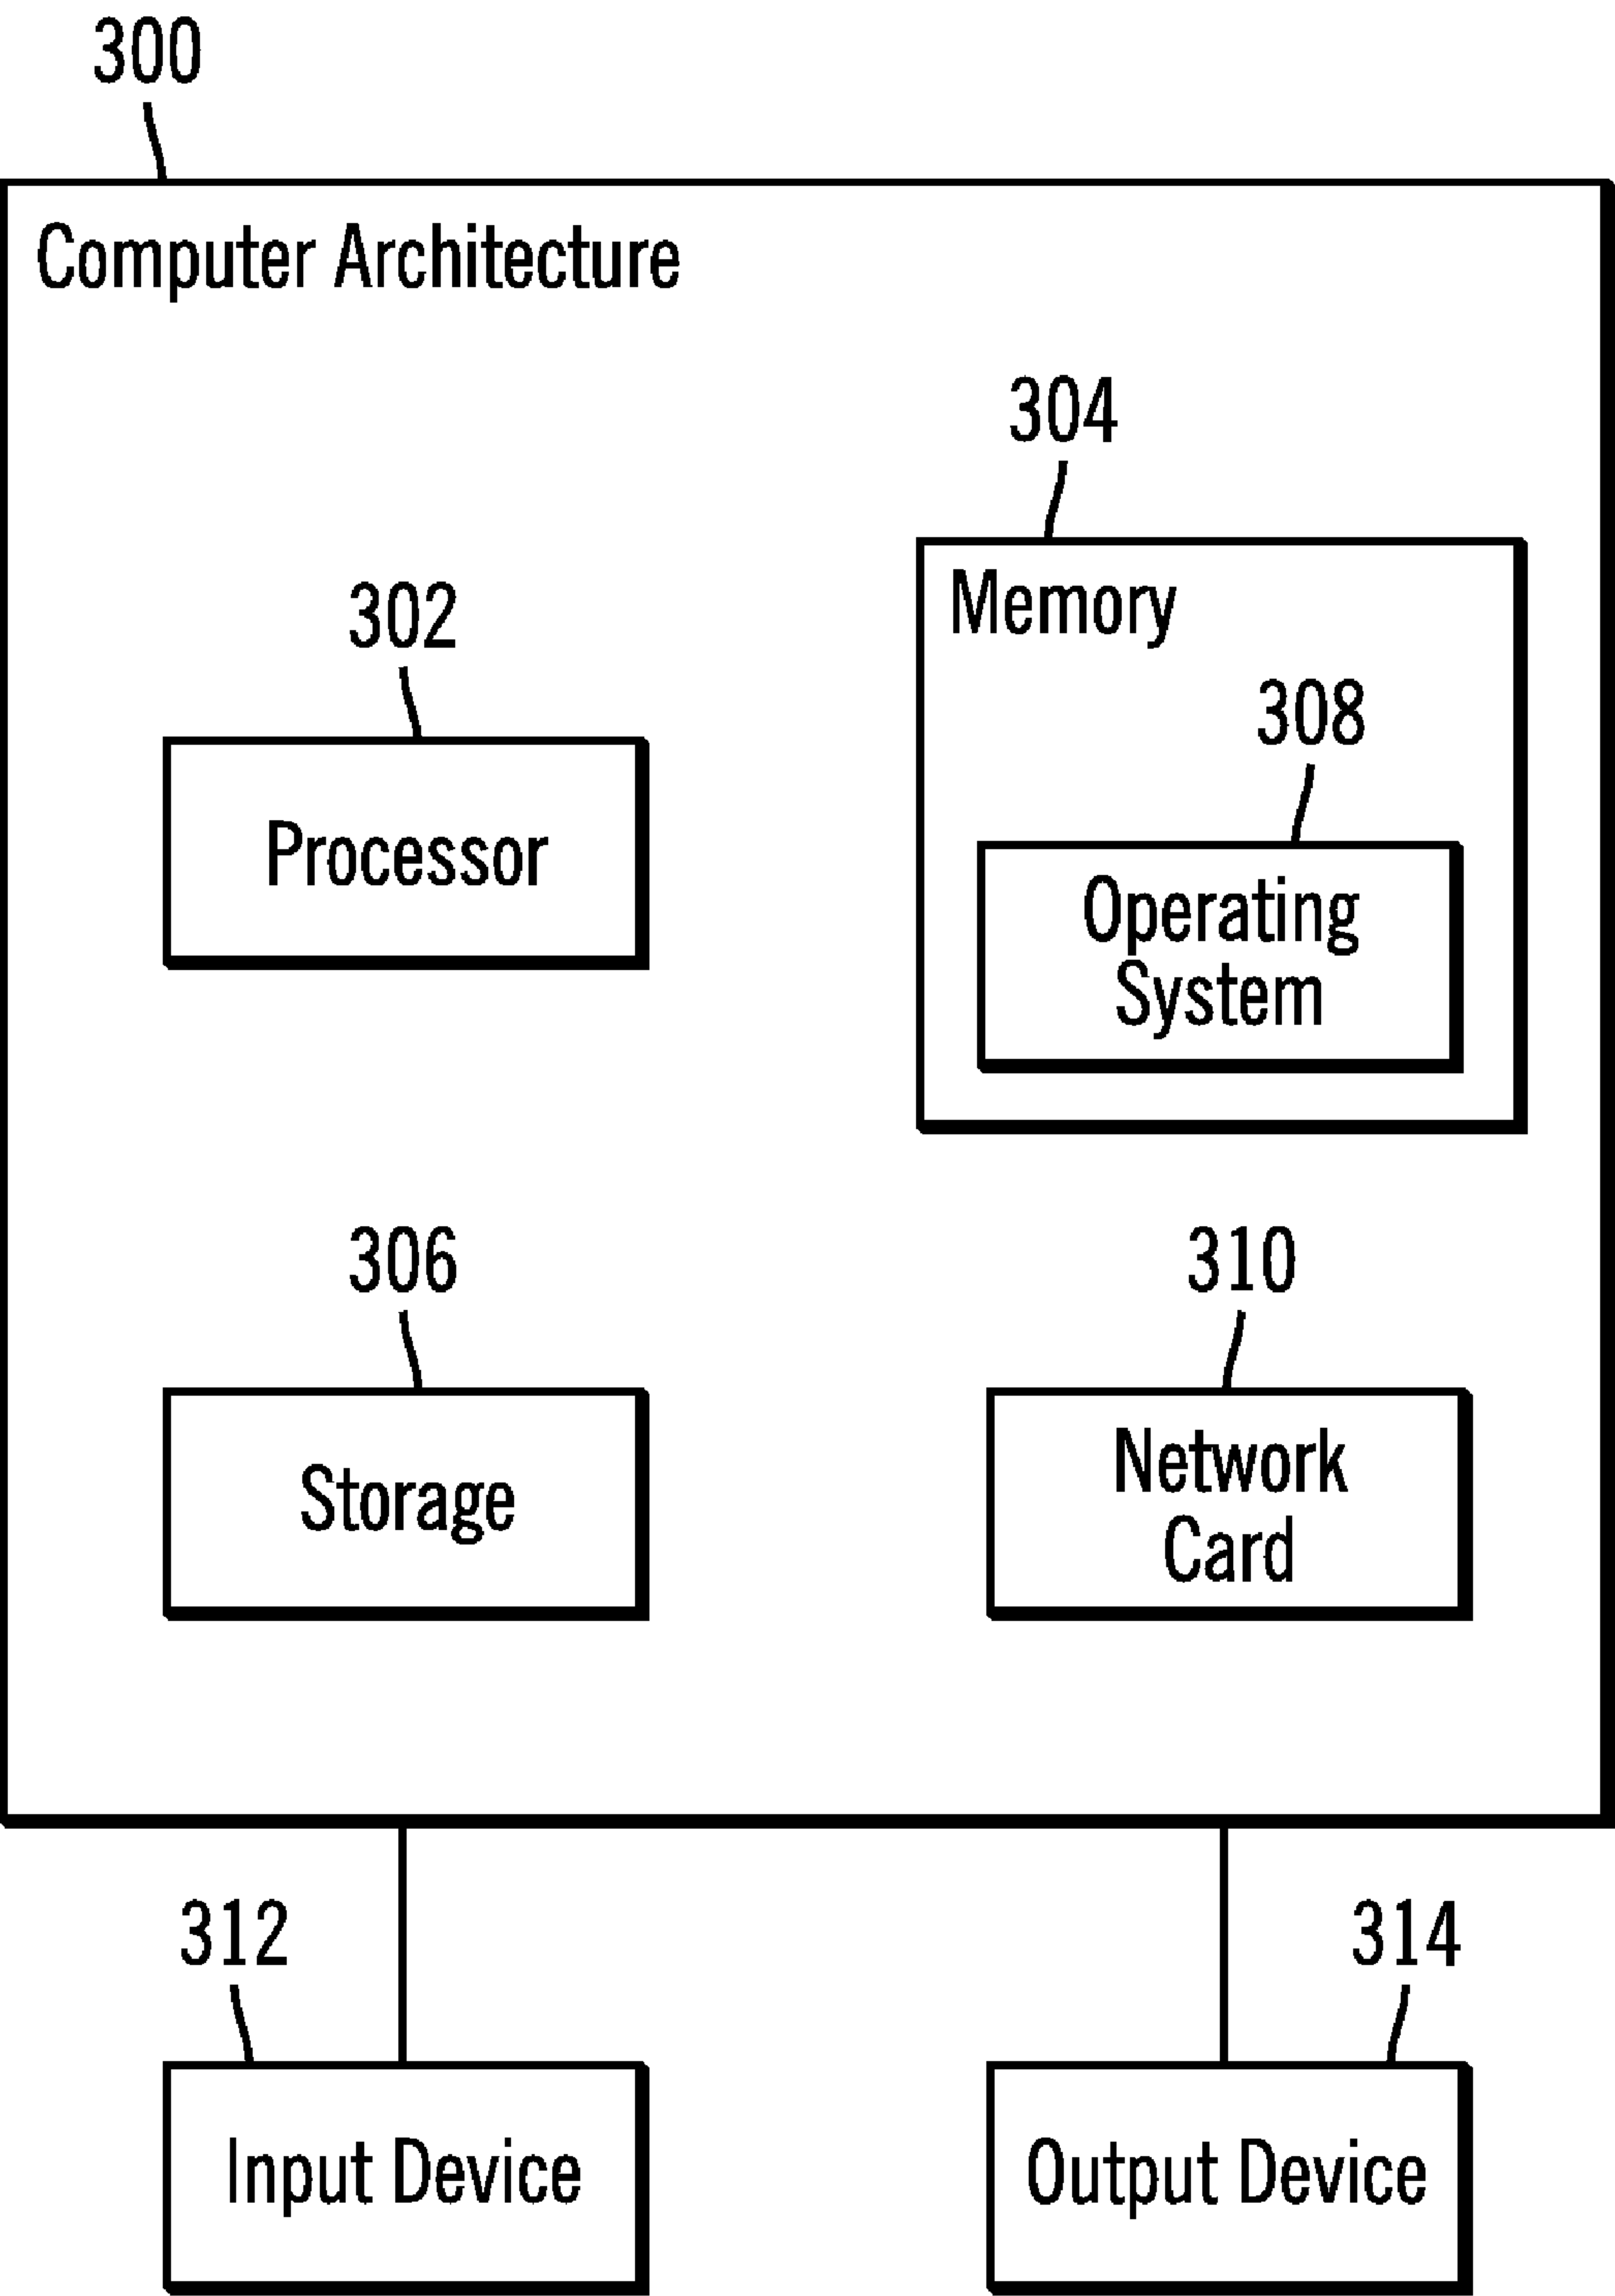 300
Computer Architecture
304
Memory
302
308
Processor
Operating
System
306
310
Storage
Network
Card
312
314
Input Device
Output Device